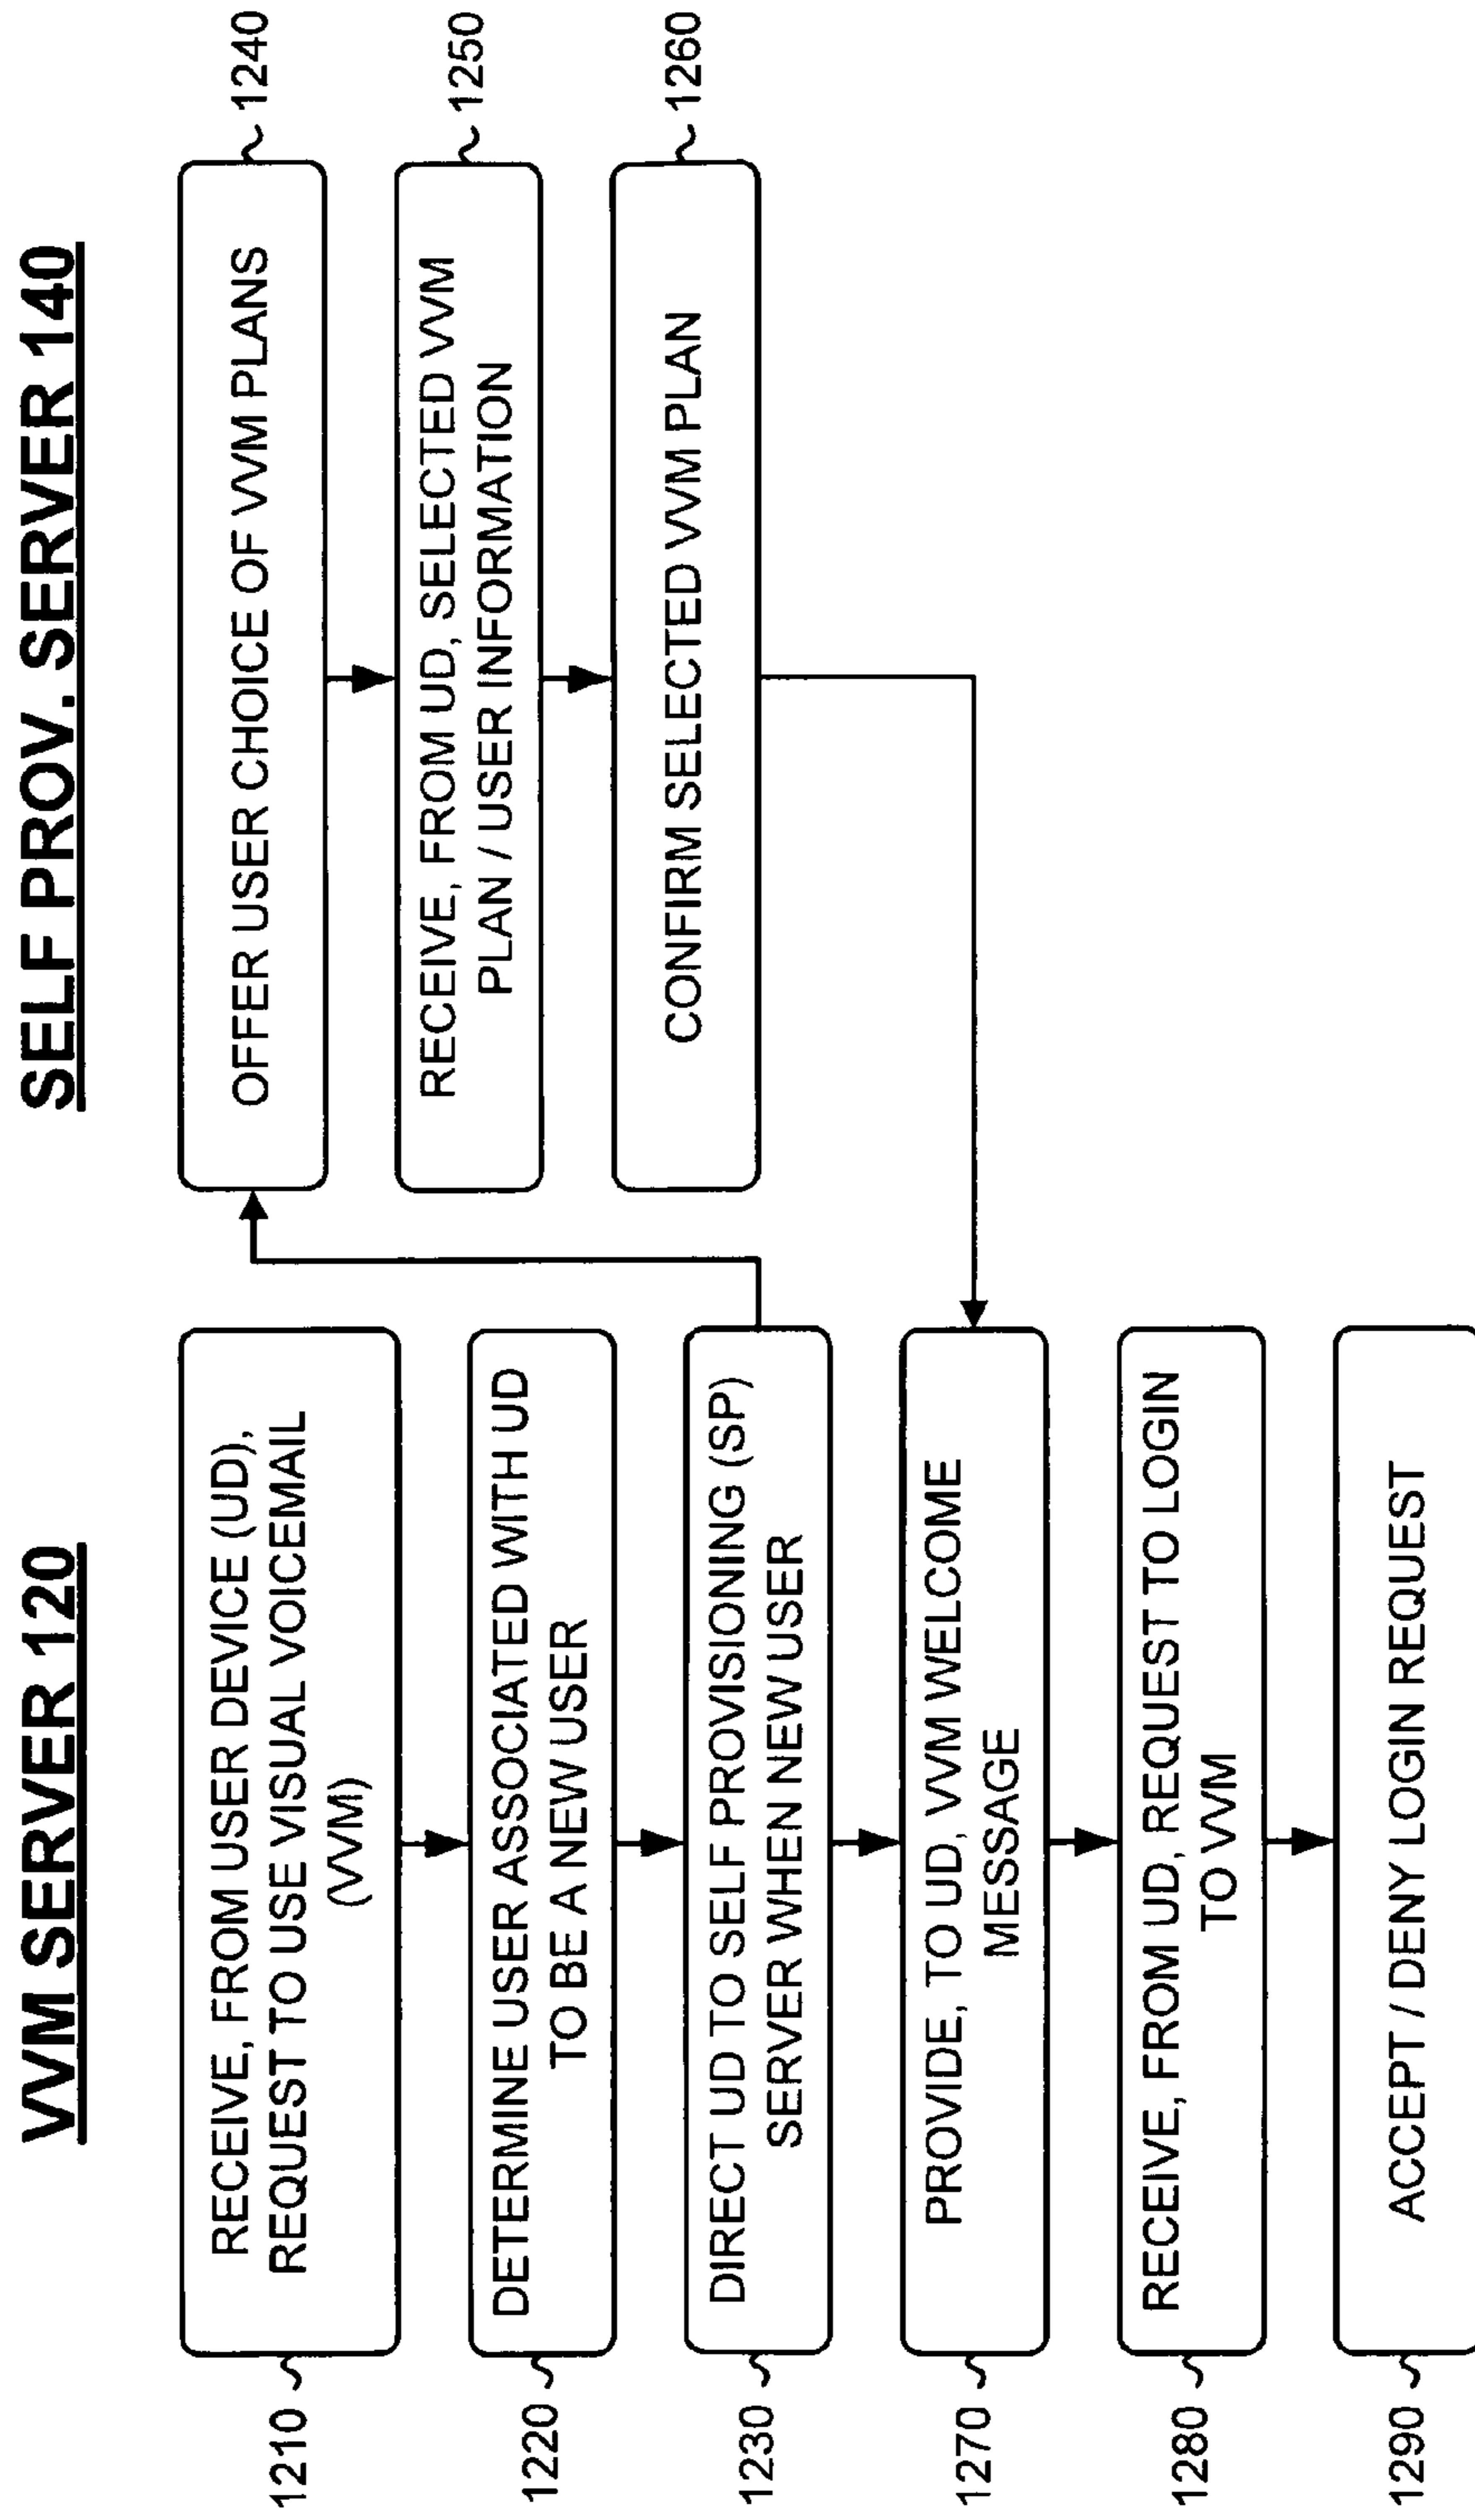 VVM SERVER 120
1210
RECEIVE, FROM USER DEVICE (UD),
REQUEST TO USE VISUAL VOICEMAIL
(VVM)
1220
DETERMINE USER ASSOCIATED WITH UD
TO BE A NEW USER
1230
DIRECT UD TO SELF PROVISIONING (SP)
SERVER WHEN NEW USER
1270
PROVIDE, TO UD, VVM WELCOME
MESSAGE
1280
RECEIVE, FROM UD, REQUEST TO LOGIN
TO VVM
1290
ACCEPT / DENY LOGIN REQUEST
SELF PROV. SERVER 140
OFFER USER CHOICE OF VVM PLANS
1240
RECEIVE, FROM UD, SELECTED VVM
PLAN / USER INFORMATION
1250
CONFIRM SELECTED VVM PLAN
1260